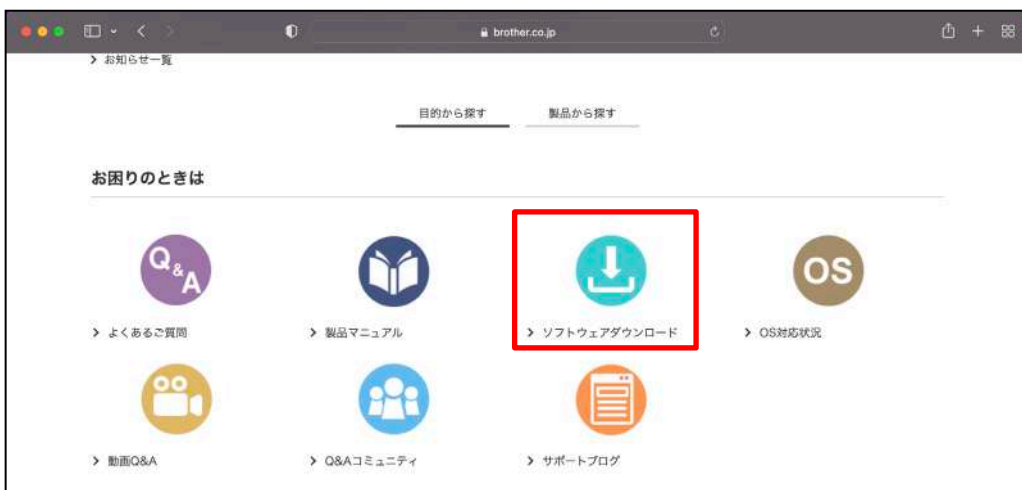 brother.co.jp
お知らせ一覧
目的から探す 製品から探す
お困りのときは
Q&A OS
よくあるご質問 製品マニュアル ソフトウェアダウンロード OS対応状況
動画Q&A Q&Aコミュニティ サポートブログ